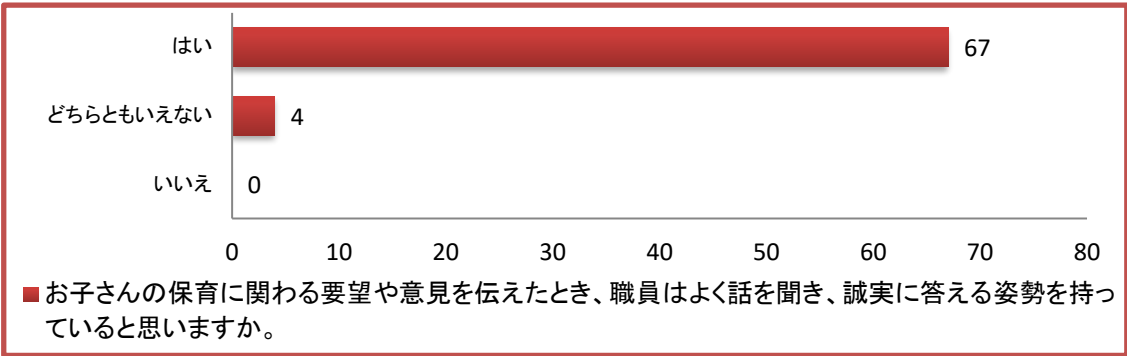 はい 67
どちらともいえない 4
いいえ 0
0 10 20 30 40 50 60 70 80
お子さんの保育に関わる要望や意見を伝えたとき、職員はよく話を聞き、誠実に答える姿勢を持っ
ていると思いますか。